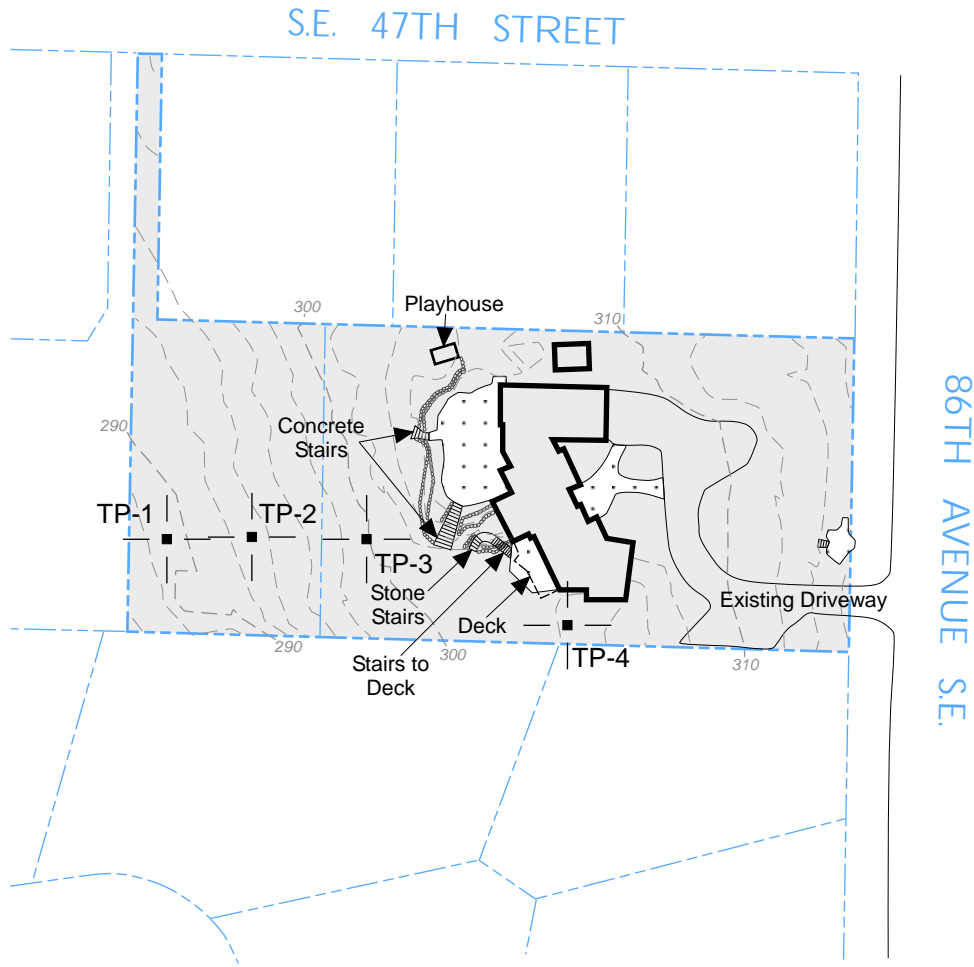 S.E. 47TH STREET
Playhouse
300
310
290
Concrete
Stairs
TP-1
TP-2
TP-3
Stone
Stairs
Deck
Stairs to
Deck
TP-4
Existing Driveway
290
300
310
86TH AVENUE S.E.